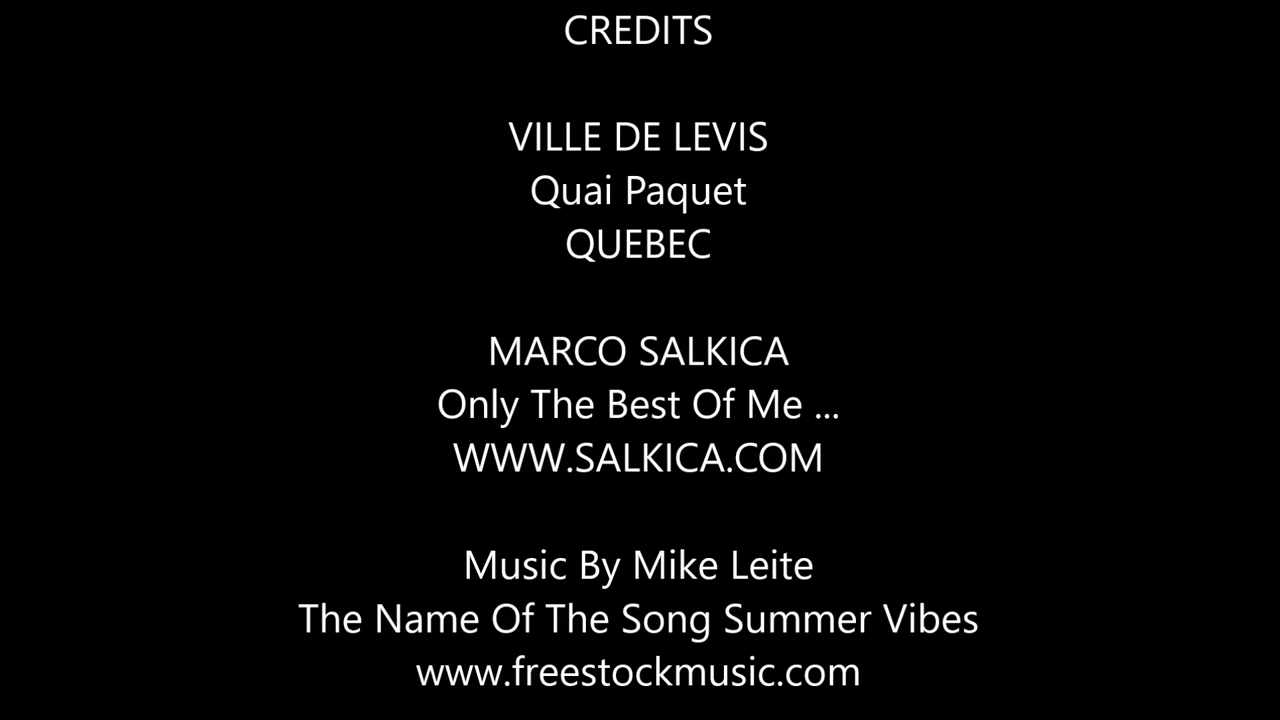 CREDITS
VILLE DE LEVIS
Quai Paquet
QUEBEC
MARCO SALKICA
Only The Best Of Me ...
WWW.SALKICA.COM
Music By Mike Leite
The Name Of The Song Summer Vibes
www.freestockmusic.com